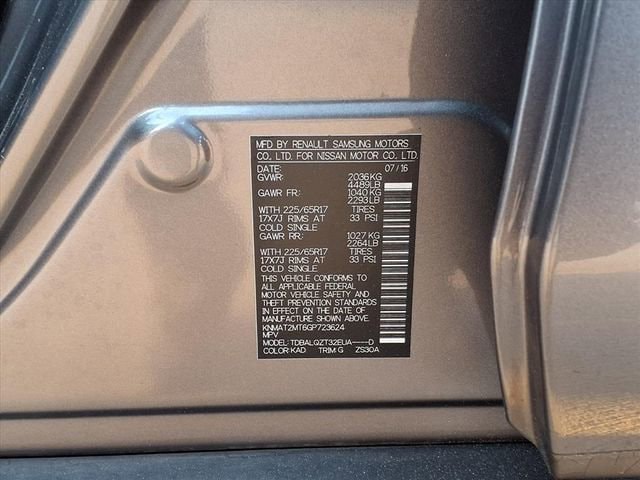 MFD BY RENAULT SAMSUNG MOTORS
CO. LTD. FOR NISSAN MOTOR CO. LTD.
DATE: 07/16
GVWR: 2036KG
4489LB
GAWR FR: 1040KG
2293LB
WITH 225/65R17 TIRES
17X7J RIMS AT 33 PSI
COLD SINGLE
GAWR RR: 1027KG
2264LB
WITH 225/65R17 TIRES
17X7J RIMS AT 33 PSI
COLD SINGLE
THIS VEHICLE CONFORMS TO
ALL APPLICABLE FEDERAL
MOTOR VEHICLE SAFETY AND
THEFT PREVENTION STANDARDS
IN EFFECT ON THE DATE OF
MANUFACTURE SHOWN ABOVE.
KNMAT2MT6GP723624
MPV
MODEL: TDBALQZT32EUA----D
COLOR KAD TRIM G ZS30A